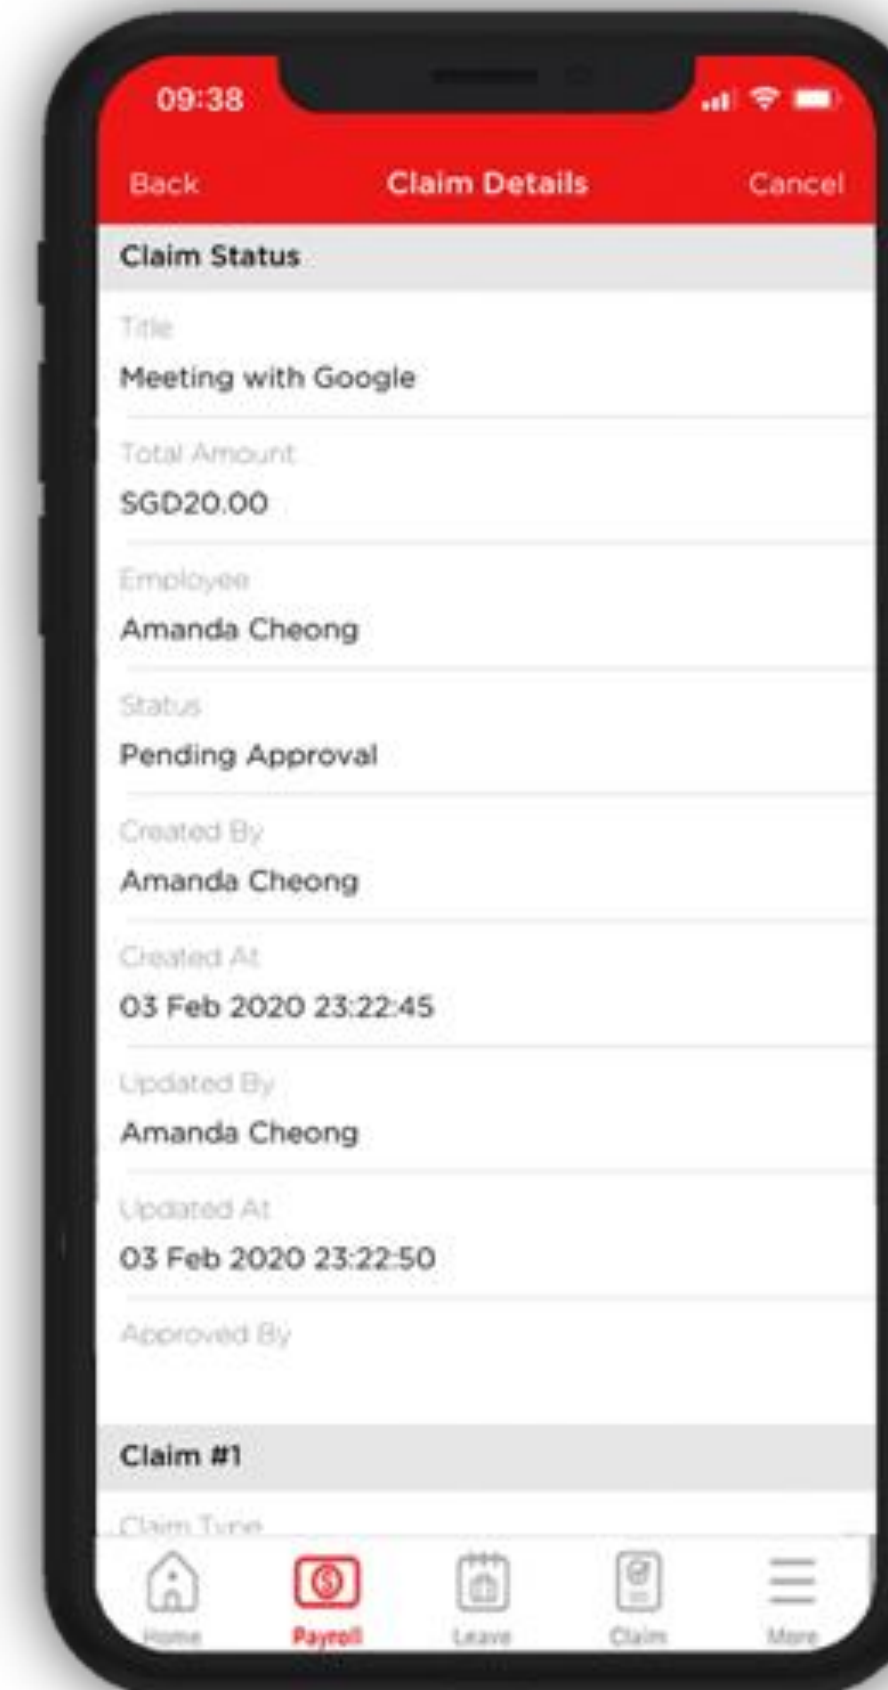 09:38
Back Claim Details Cancel
Claim Status
Title
Meeting with Google
Total Amount
SGD20.00
Employee
Amanda Cheong
Status
Pending Approval
Created By
Amanda Cheong
Created At
03 Feb 2020 23:22:45
Updated By
Amanda Cheong
Updated At
03 Feb 2020 23:22:50
Approved By
Claim #1
Claim Type
Home Payroll Leave Claim More